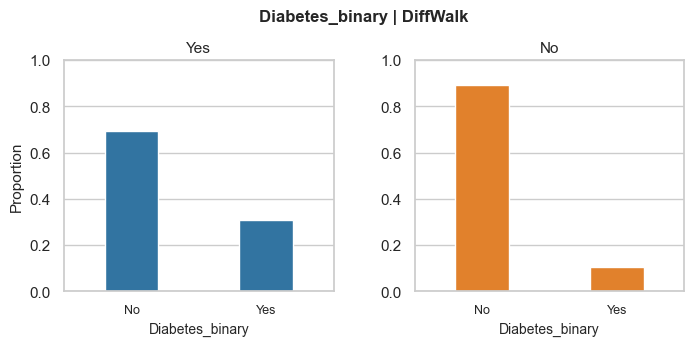 Diabetes_binary | DiffWalk
Yes
1.0
0.8
0.6
0.4
0.2
0.0
Proportion
No Yes
Diabetes_binary
No
1.0
0.8
0.6
0.4
0.2
0.0
No Yes
Diabetes_binary